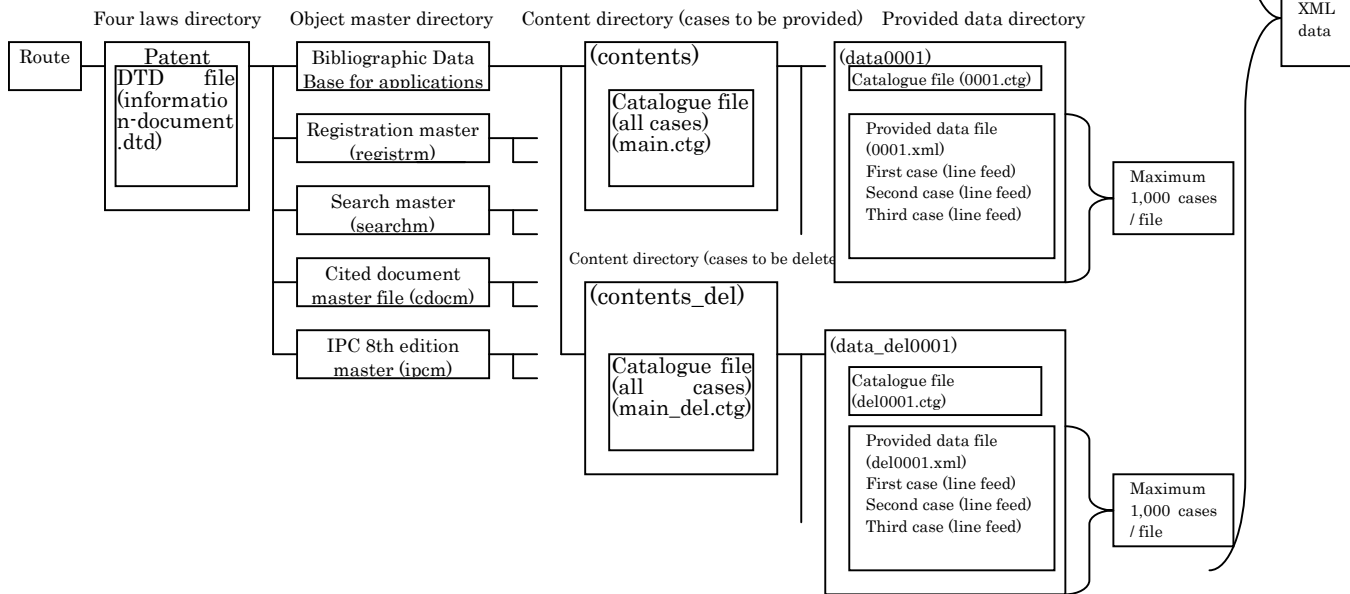 Four laws directory
Object master directory
Content directory (cases to be provided)
Provided data directory
Route
Patent
DTD file
(informatio
n-document
.dtd)
Bibliographic Data
Base for applications
Registration master
(registrm)
Search master
(searchm)
Cited document
master file (cdocm)
IPC 8th edition
master (ipcm)
(contents)
Catalogue file
(all cases)
(main.ctg)
Content directory (cases to be delete
(contents_del)
Catalogue file
(all cases)
(main_del.ctg)
(data0001)
Catalogue file (0001.ctg)
Provided data file
(0001.xml)
First case (line feed)
Second case (line feed)
Third case (line feed)
Maximum
1,000 cases
/ file
(data_del0001)
Catalogue file
(del0001.ctg)
Provided data file
(del0001.xml)
First case (line feed)
Second case (line feed)
Third case (line feed)
Maximum
1,000 cases
/ file
XML
data